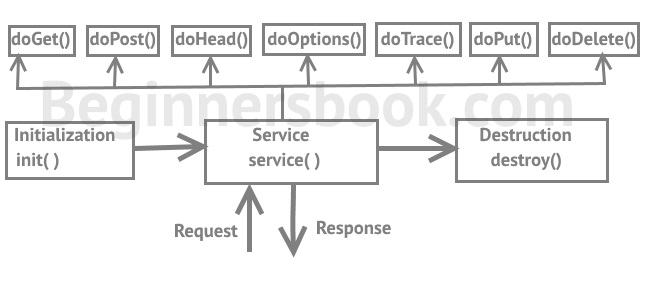 doGet() doPost() doHead() doOptions() doTrace() doPut() doDelete()
Beginnersbook.com
Initialization
init( )
Service
service( )
Destruction
destroy()
Request
Response